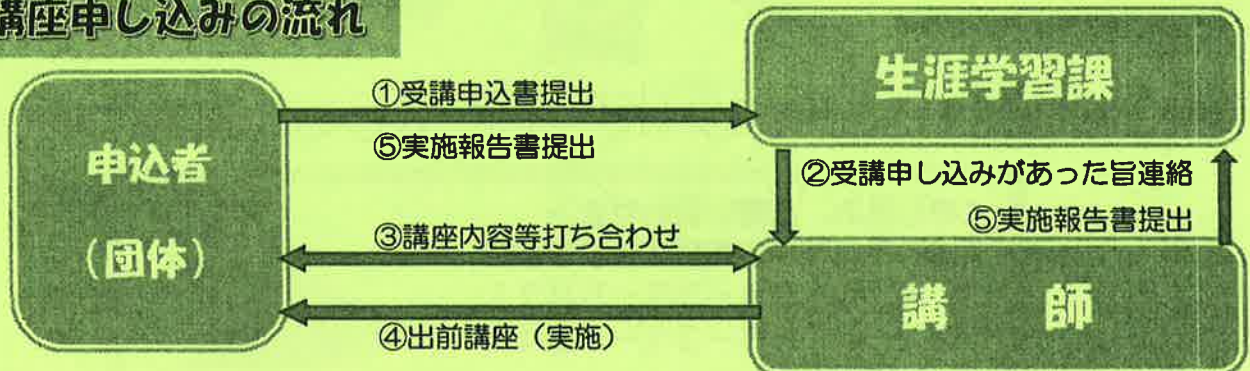 講座申し込みの流れ
生涯学習課
①受講申込書提出
⑤実施報告書提出
申込者
（団体）
②受講申し込みがあった旨連絡
⑤実施報告書提出
③講座内容等打ち合わせ
講　師
④出前講座（実施）